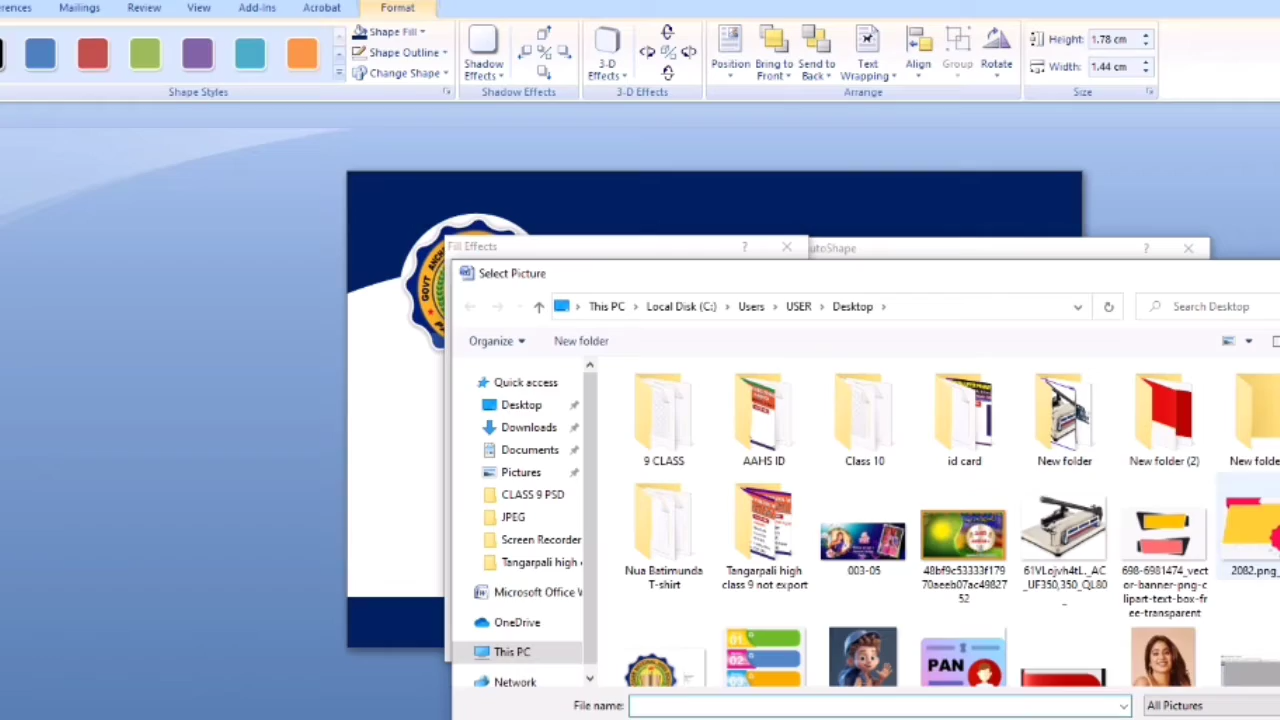 Mailings Review View Add-Ins Acrobat Format
Shape Fill
Shape Outline
Change Shape
Shadow Effects
3-D Effects
Position
Bring to Front
Send to Back
Text Wrapping
Align
Group
Rotate
Height: 1.78 cm
Width: 1.44 cm
Shape Styles
Shadow Effects
3-D Effects
Arrange
Size
Fill Effects ?
?
Select Picture
This PC > Local Disk (C:) > Users > USER > Desktop >
Search Desktop
Organize
New folder
Quick access
Desktop
Downloads
Documents
Pictures
CLASS 9 PSD
JPEG
Screen Recorder
Tangarpali high
Microsoft Office W
OneDrive
This PC
Network
9 CLASS
AAHS ID
Class 10
id card
New folder
New folder (2)
New folde
Nua Batimunda
T-shirt
Tangarpali high
class 9 not export
003-05
48bf9c53333f179
70aeeb07ac49827
52
61VLojvh4tL._AC
_UF350,350_QL80
_
698-6981474_vect
or-banner-png-c
lipart-text-box-fr
ee-transparent
2082.png_
GOVT
01
02
03
PAN
File name:
All Pictures